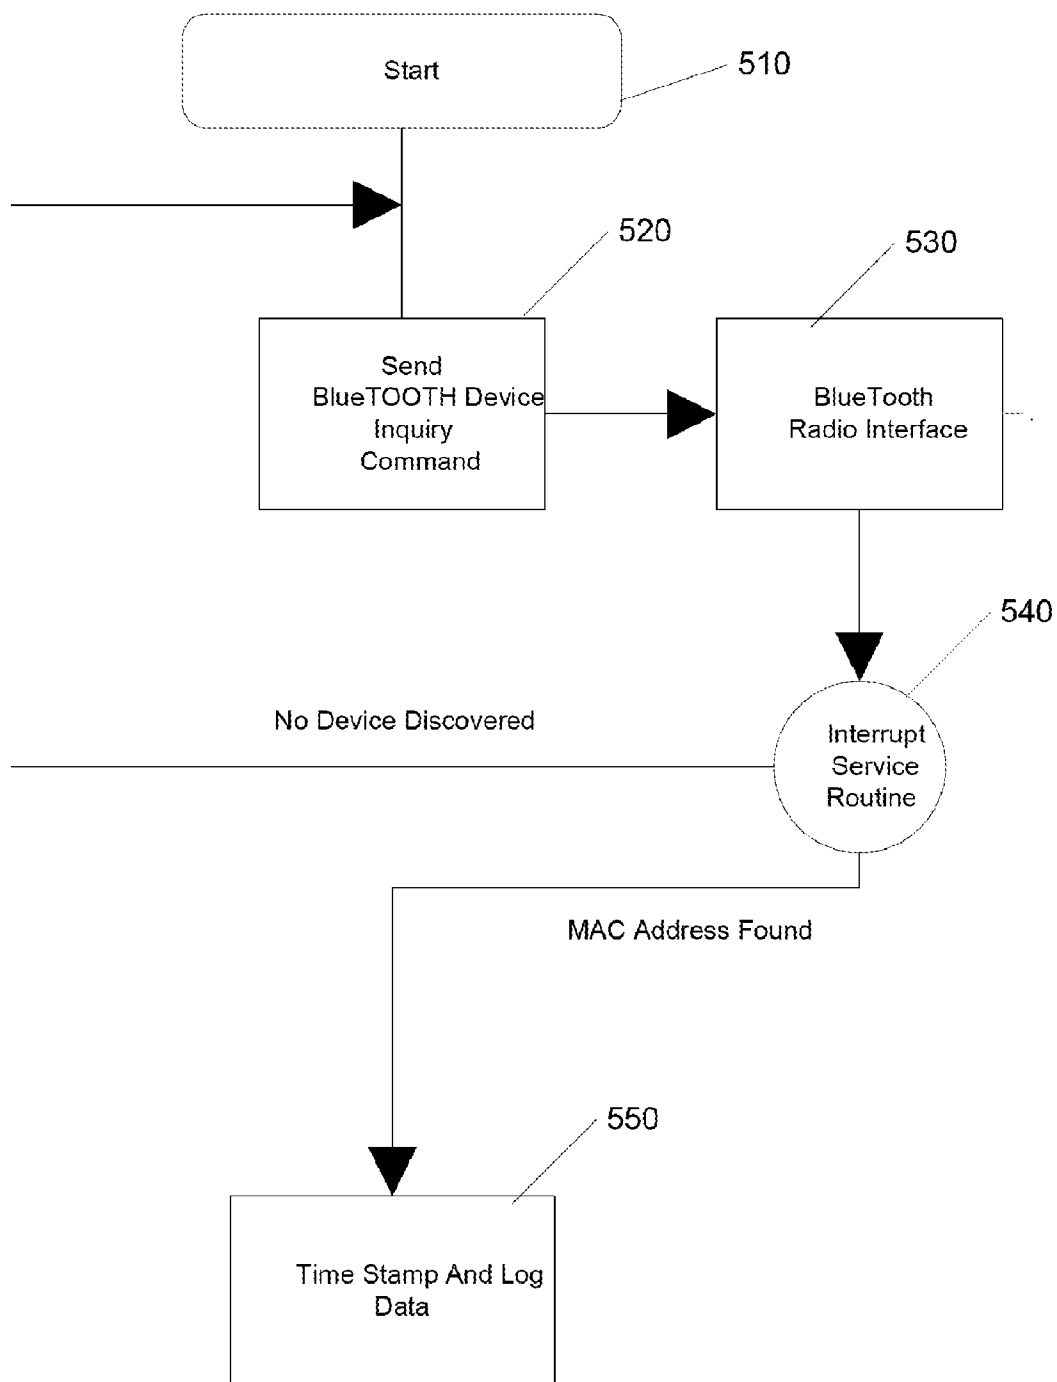 Start
510
520
530
Send
BlueTOOTH Device
Inquiry
Command
BlueTooth
Radio Interface
540
No Device Discovered
Interrupt
Service
Routine
MAC Address Found
550
Time Stamp And Log
Data